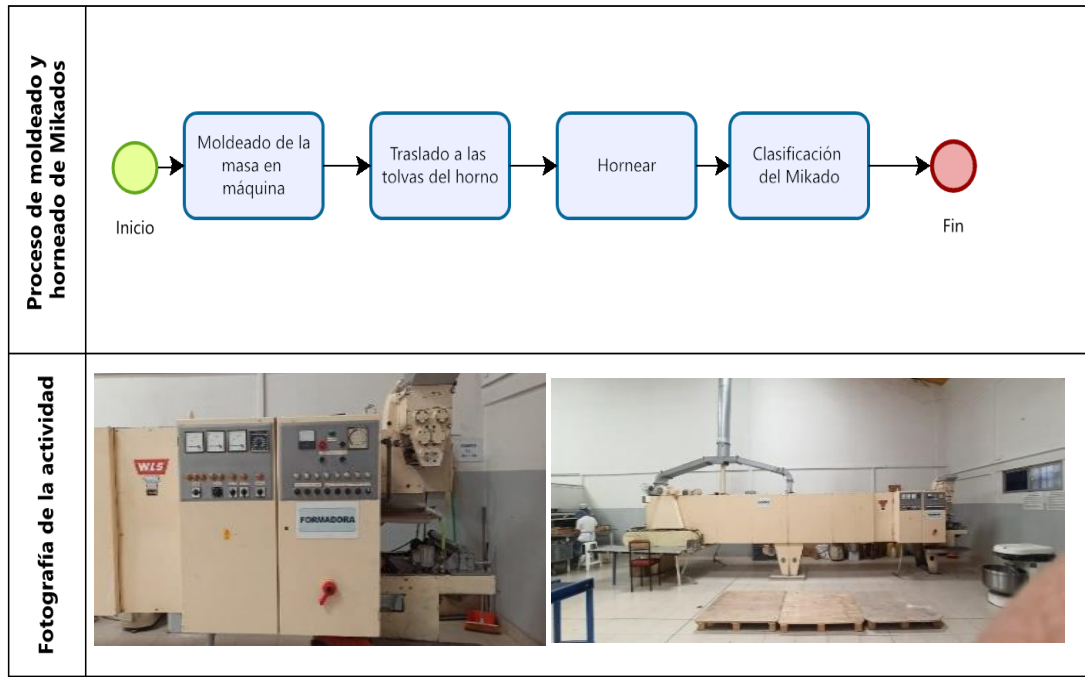 Proceso de moldeado y
horneado de Mikados
Inicio
Moldeado de la
masa en
máquina
Traslado a las
tolvas del horno
Hornear
Clasificación
del Mikado
Fin
Fotografía de la actividad
W.L.S
FORMADORA